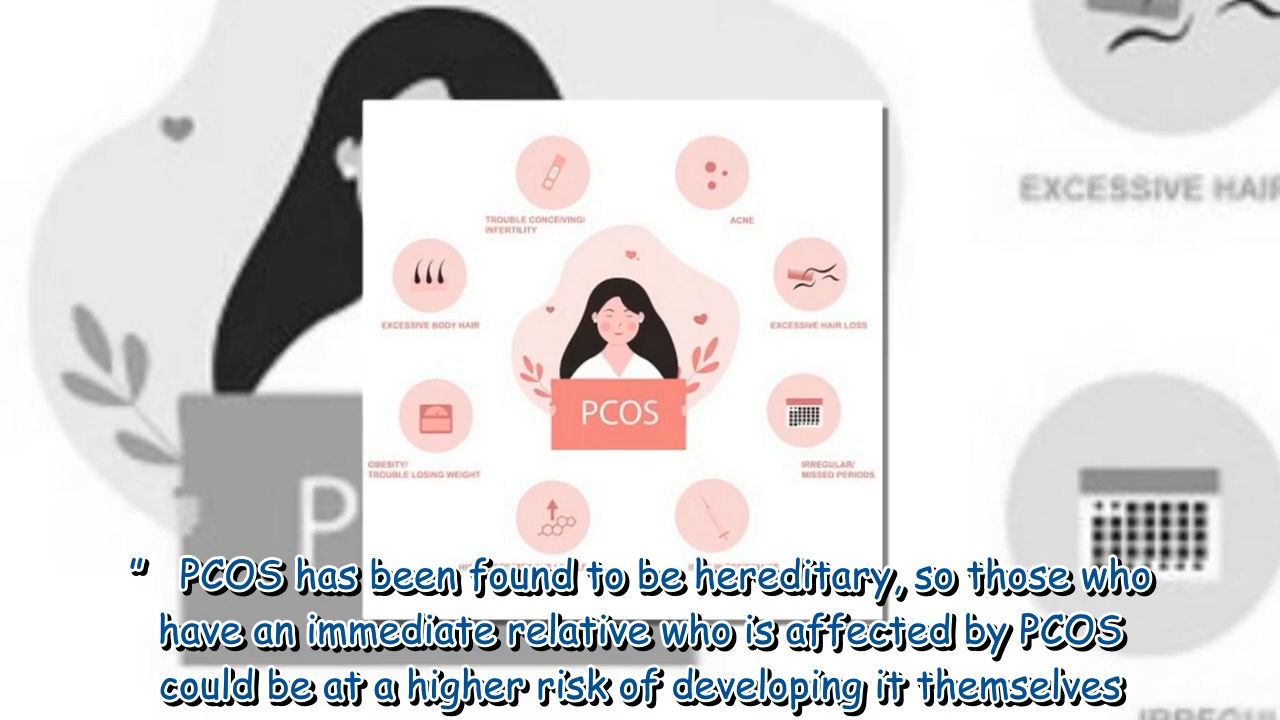 EXCESSIVE HAIR
TROUBLE CONCEIVING/
INFERTILITY
ACNE
EXCESSIVE BODY HAIR
EXCESSIVE HAIR LOSS
PCOS
OBESITY/
TROUBLE LOSING WEIGHT
IRREGULAR/
MISSED PERIODS
P
" PCOS has been found to be hereditary, so those who
have an immediate relative who is affected by PCOS
could be at a higher risk of developing it themselves